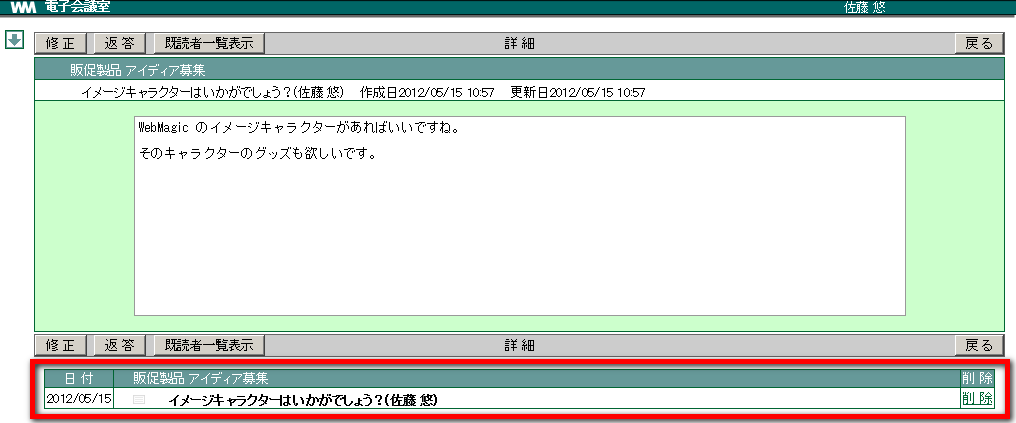 WM 電子会議室 佐藤 悠
修正 返答 既読者一覧表示 詳細 戻る
販促製品 アイディア募集
イメージキャラクターはいかがでしょう？(佐藤 悠) 作成日2012/05/15 10:57 更新日2012/05/15 10:57
WebMagic のイメージキャラクターがあればいいですね。
そのキャラクターのグッズも欲しいです。
修正 返答 既読者一覧表示 詳細 戻る
日付 販促製品 アイディア募集 削除
2012/05/15 イメージキャラクターはいかがでしょう？(佐藤 悠) 削除